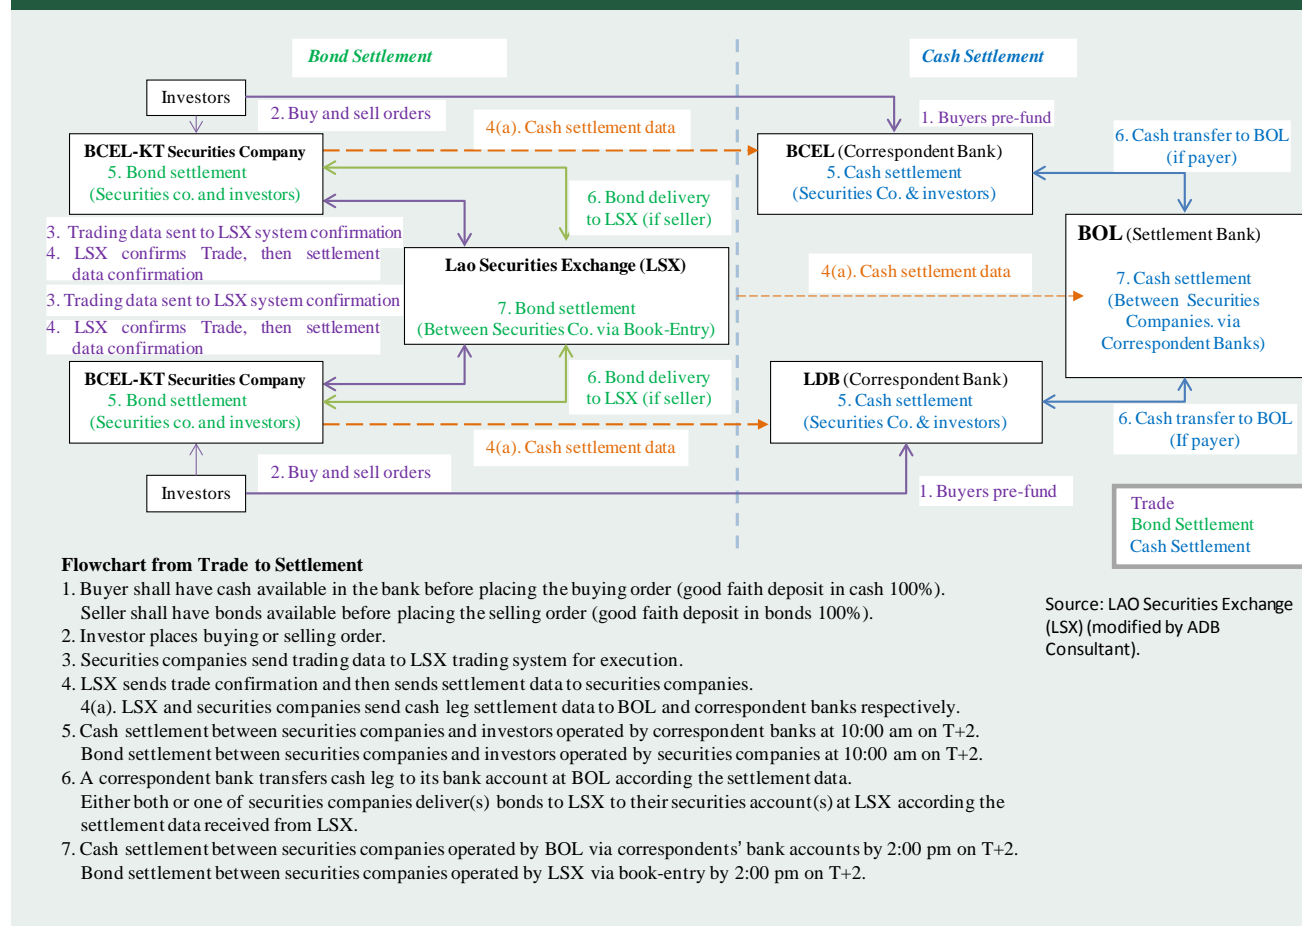 Bond Settlement
Cash Settlement
Investors
2. Buy and sell orders
1. Buyers pre-fund
4(a). Cash settlement data
6. Cash transfer to BOL
(if payer)
BCEL-KT Securities Company
5. Bond settlement
(Securities co. and investors)
BCEL (Correspondent Bank)
5. Cash settlement
(Securities Co. & investors)
6. Bond delivery
to LSX (if seller)
3. Trading data sent to LSX system confirmation
4. LSX confirms Trade, then settlement
data confirmation
3. Trading data sent to LSX system confirmation
4. LSX confirms Trade, then settlement
data confirmation
Lao Securities Exchange (LSX)
7. Bond settlement
(Between Securities Co. via Book-Entry)
4(a). Cash settlement data
BOL (Settlement Bank)
7. Cash settlement
(Between Securities
Companies. via
Correspondent Banks)
BCEL-KT Securities Company
5. Bond settlement
(Securities co. and investors)
6. Bond delivery
to LSX (if seller)
LDB (Correspondent Bank)
5. Cash settlement
(Securities Co. & investors)
6. Cash transfer to BOL
(If payer)
4(a). Cash settlement data
2. Buy and sell orders
Investors
1. Buyers pre-fund
Trade
Bond Settlement
Cash Settlement
Flowchart from Trade to Settlement
1. Buyer shall have cash available in the bank before placing the buying order (good faith deposit in cash 100%).
Seller shall have bonds available before placing the selling order (good faith deposit in bonds 100%).
2. Investor places buying or selling order.
3. Securities companies send trading data to LSX trading system for execution.
4. LSX sends trade confirmation and then sends settlement data to securities companies.
4(a). LSX and securities companies send cash leg settlement data to BOL and correspondent banks respectively.
5. Cash settlement between securities companies and investors operated by correspondent banks at 10:00 am on T+2.
Bond settlement between securities companies and investors operated by securities companies at 10:00 am on T+2.
6. A correspondent bank transfers cash leg to its bank account at BOL according the settlement data.
Either both or one of securities companies deliver(s) bonds to LSX to their securities account(s) at LSX according the
settlement data received from LSX.
7. Cash settlement between securities companies operated by BOL via correspondents' bank accounts by 2:00 pm on T+2.
Bond settlement between securities companies operated by LSX via book-entry by 2:00 pm on T+2.
Source: LAO Securities Exchange
(LSX) (modified by ADB
Consultant).